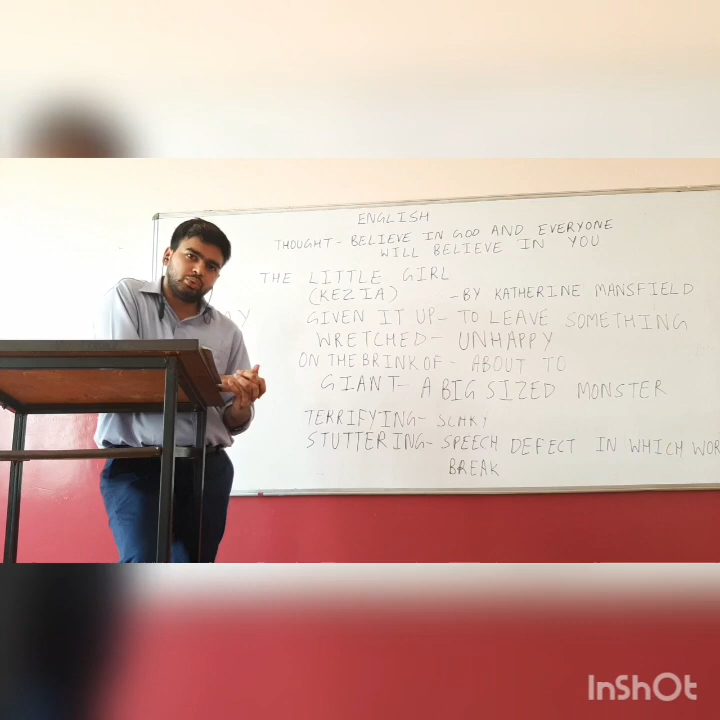 ENGLISH
THOUGHT- BELIEVE IN GOD AND EVERYONE
WILL BELIEVE IN YOU
THE LITTLE GIRL
(KEZIA) -BY KATHERINE MANSFIELD
GIVEN IT UP- TO LEAVE SOMETHING
WRETCHED- UNHAPPY
ON THE BRINK OF- ABOUT TO
GIANT- A BIG SIZED MONSTER
TERRIFYING- SCARY
STUTTERING- SPEECH DEFECT IN WHICH
BREAK
InShOt